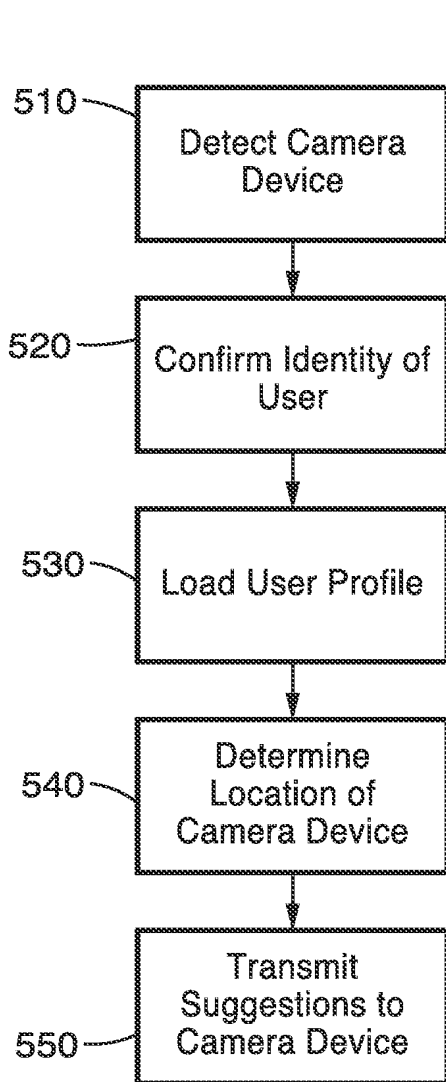 510
Detect Camera
Device
520
Confirm Identity of
User
530
Load User Profile
540
Determine
Location of
Camera Device
550
Transmit
Suggestions to
Camera Device